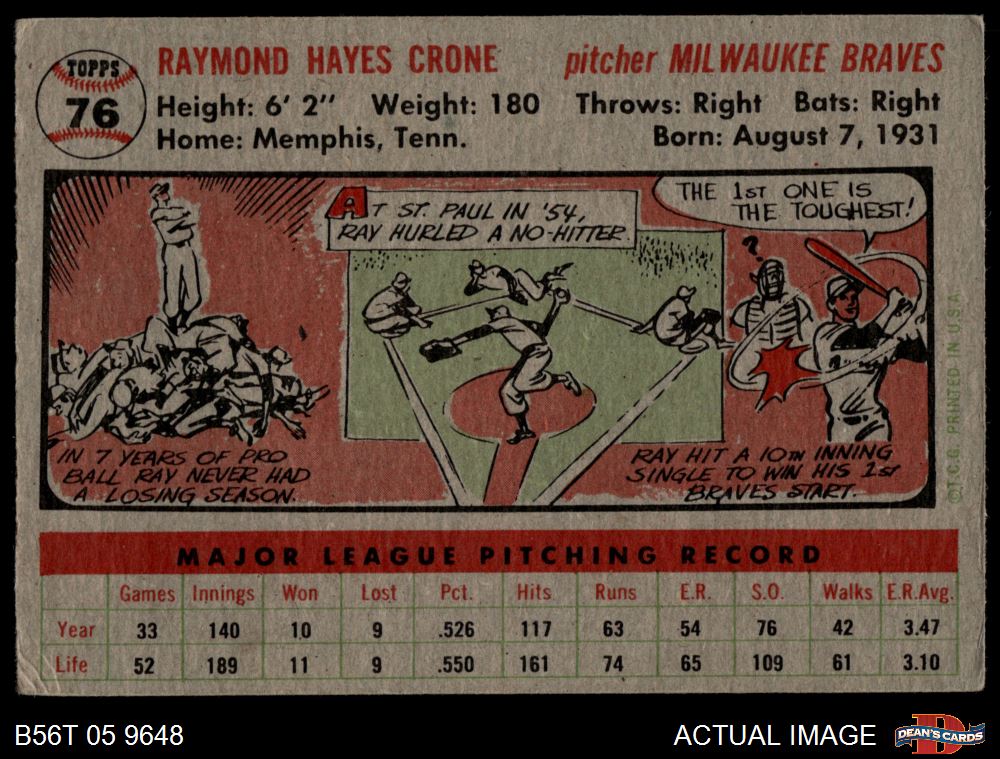 TOPPS
76
RAYMOND HAYES CRONE pitcher MILWAUKEE BRAVES
Height: 6' 2" Weight: 180 Throws: Right Bats: Right
Home: Memphis, Tenn. Born: August 7, 1931
IN 7 YEARS OF PRO
BALL RAY NEVER HAD
A LOSING SEASON.
AT ST. PAUL IN '54,
RAY HURLED A NO-HITTER.
THE 1ST ONE IS
THE TOUGHEST!
?
RAY HIT A 10TH INNING
SINGLE TO WIN HIS 1ST
BRAVES START.
©T.C.G. PRINTED IN U.S.A.
MAJOR LEAGUE PITCHING RECORD
Games Innings Won Lost Pct. Hits Runs E.R. S.O. Walks E.R.Avg.
Year 33 140 10 9 .526 117 63 54 76 42 3.47
Life 52 189 11 9 .550 161 74 65 109 61 3.10
B56T 05 9648 ACTUAL IMAGE DEAN'S CARDS